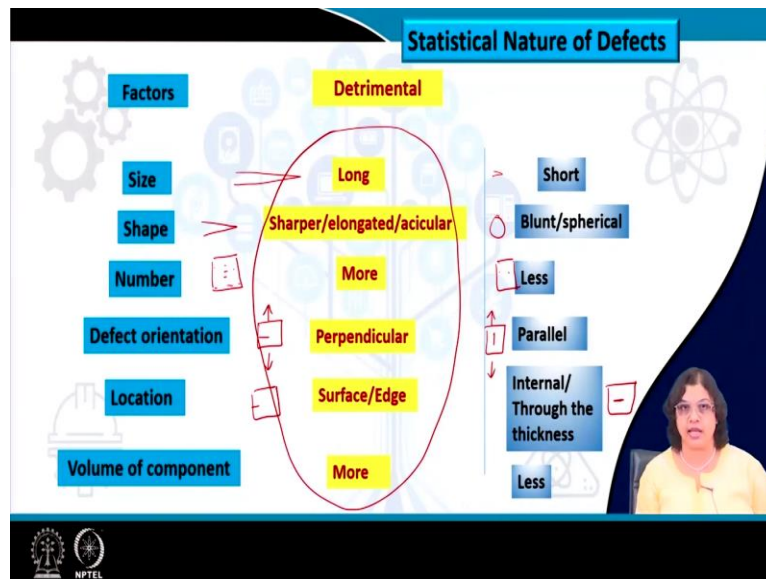 Statistical Nature of Defects
Factors
Detrimental
Size
Long
Short
Shape
Sharper/elongated/acicular
Blunt/spherical
Number
More
Less
Defect orientation
Perpendicular
Parallel
Location
Surface/Edge
Internal/
Through the
thickness
Volume of component
More
Less
NPTEL